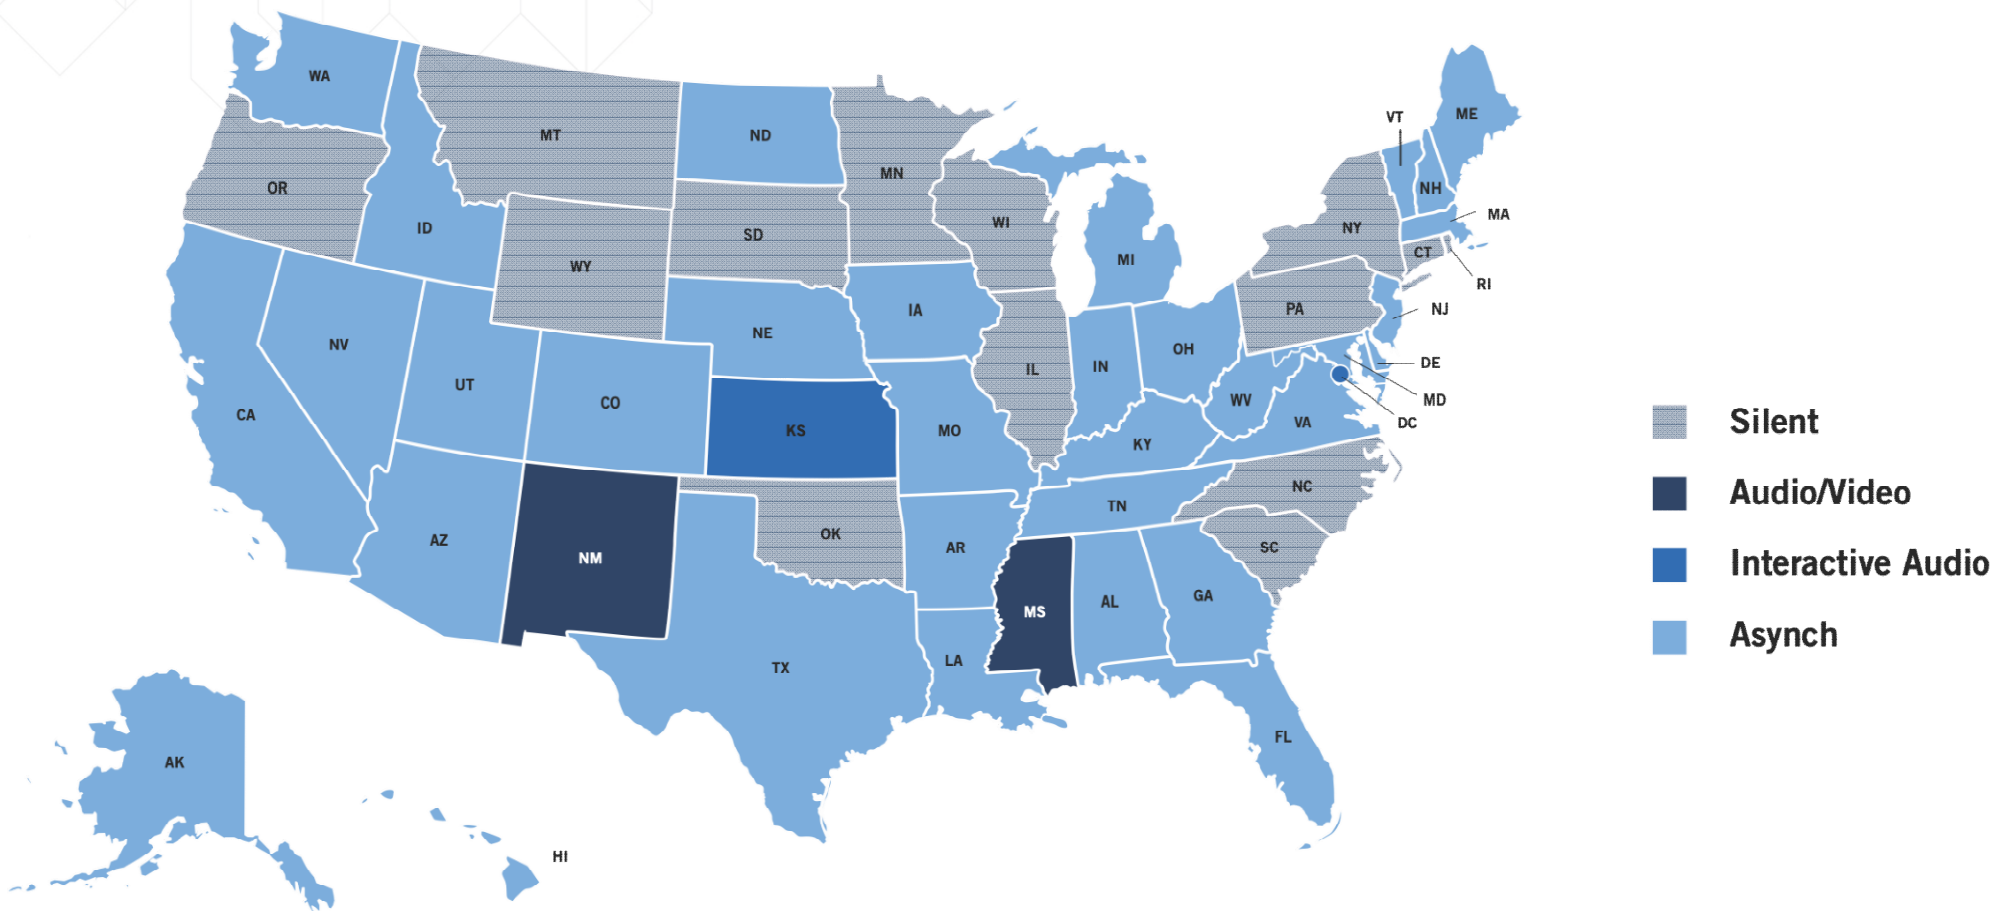 WA
MT
ND
MN
VT
ME
OR
ID
SD
WI
NH
MA
NY
CT
RI
WY
MI
PA
NJ
IA
NE
NV
OH
IN
IL
DE
MD
DC
UT
CO
KS
MO
WV
VA
CA
KY
NC
TN
AZ
NM
OK
AR
SC
MS
AL
GA
TX
LA
FL
AK
HI
Silent
Audio/Video
Interactive Audio
Asynch